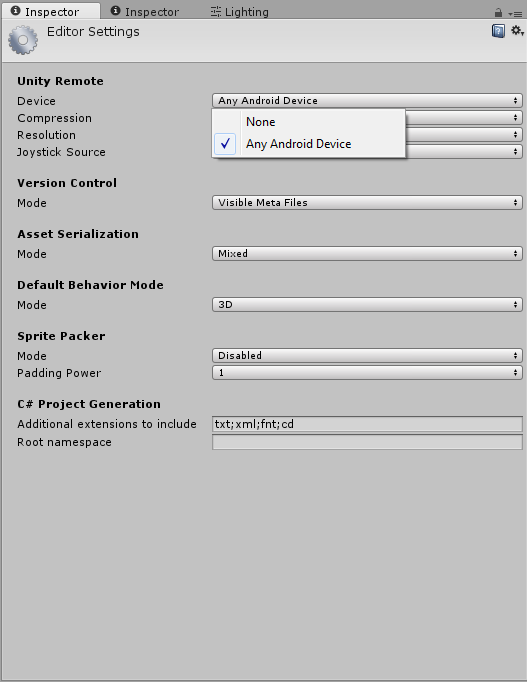 Inspector
Inspector
Lighting
Editor Settings
Unity Remote
Device Any Android Device
None
Any Android Device
Compression
Resolution
Joystick Source
Version Control
Mode Visible Meta Files
Asset Serialization
Mode Mixed
Default Behavior Mode
Mode 3D
Sprite Packer
Mode Disabled
Padding Power 1
C# Project Generation
Additional extensions to include txt;xml;fnt;cd
Root namespace